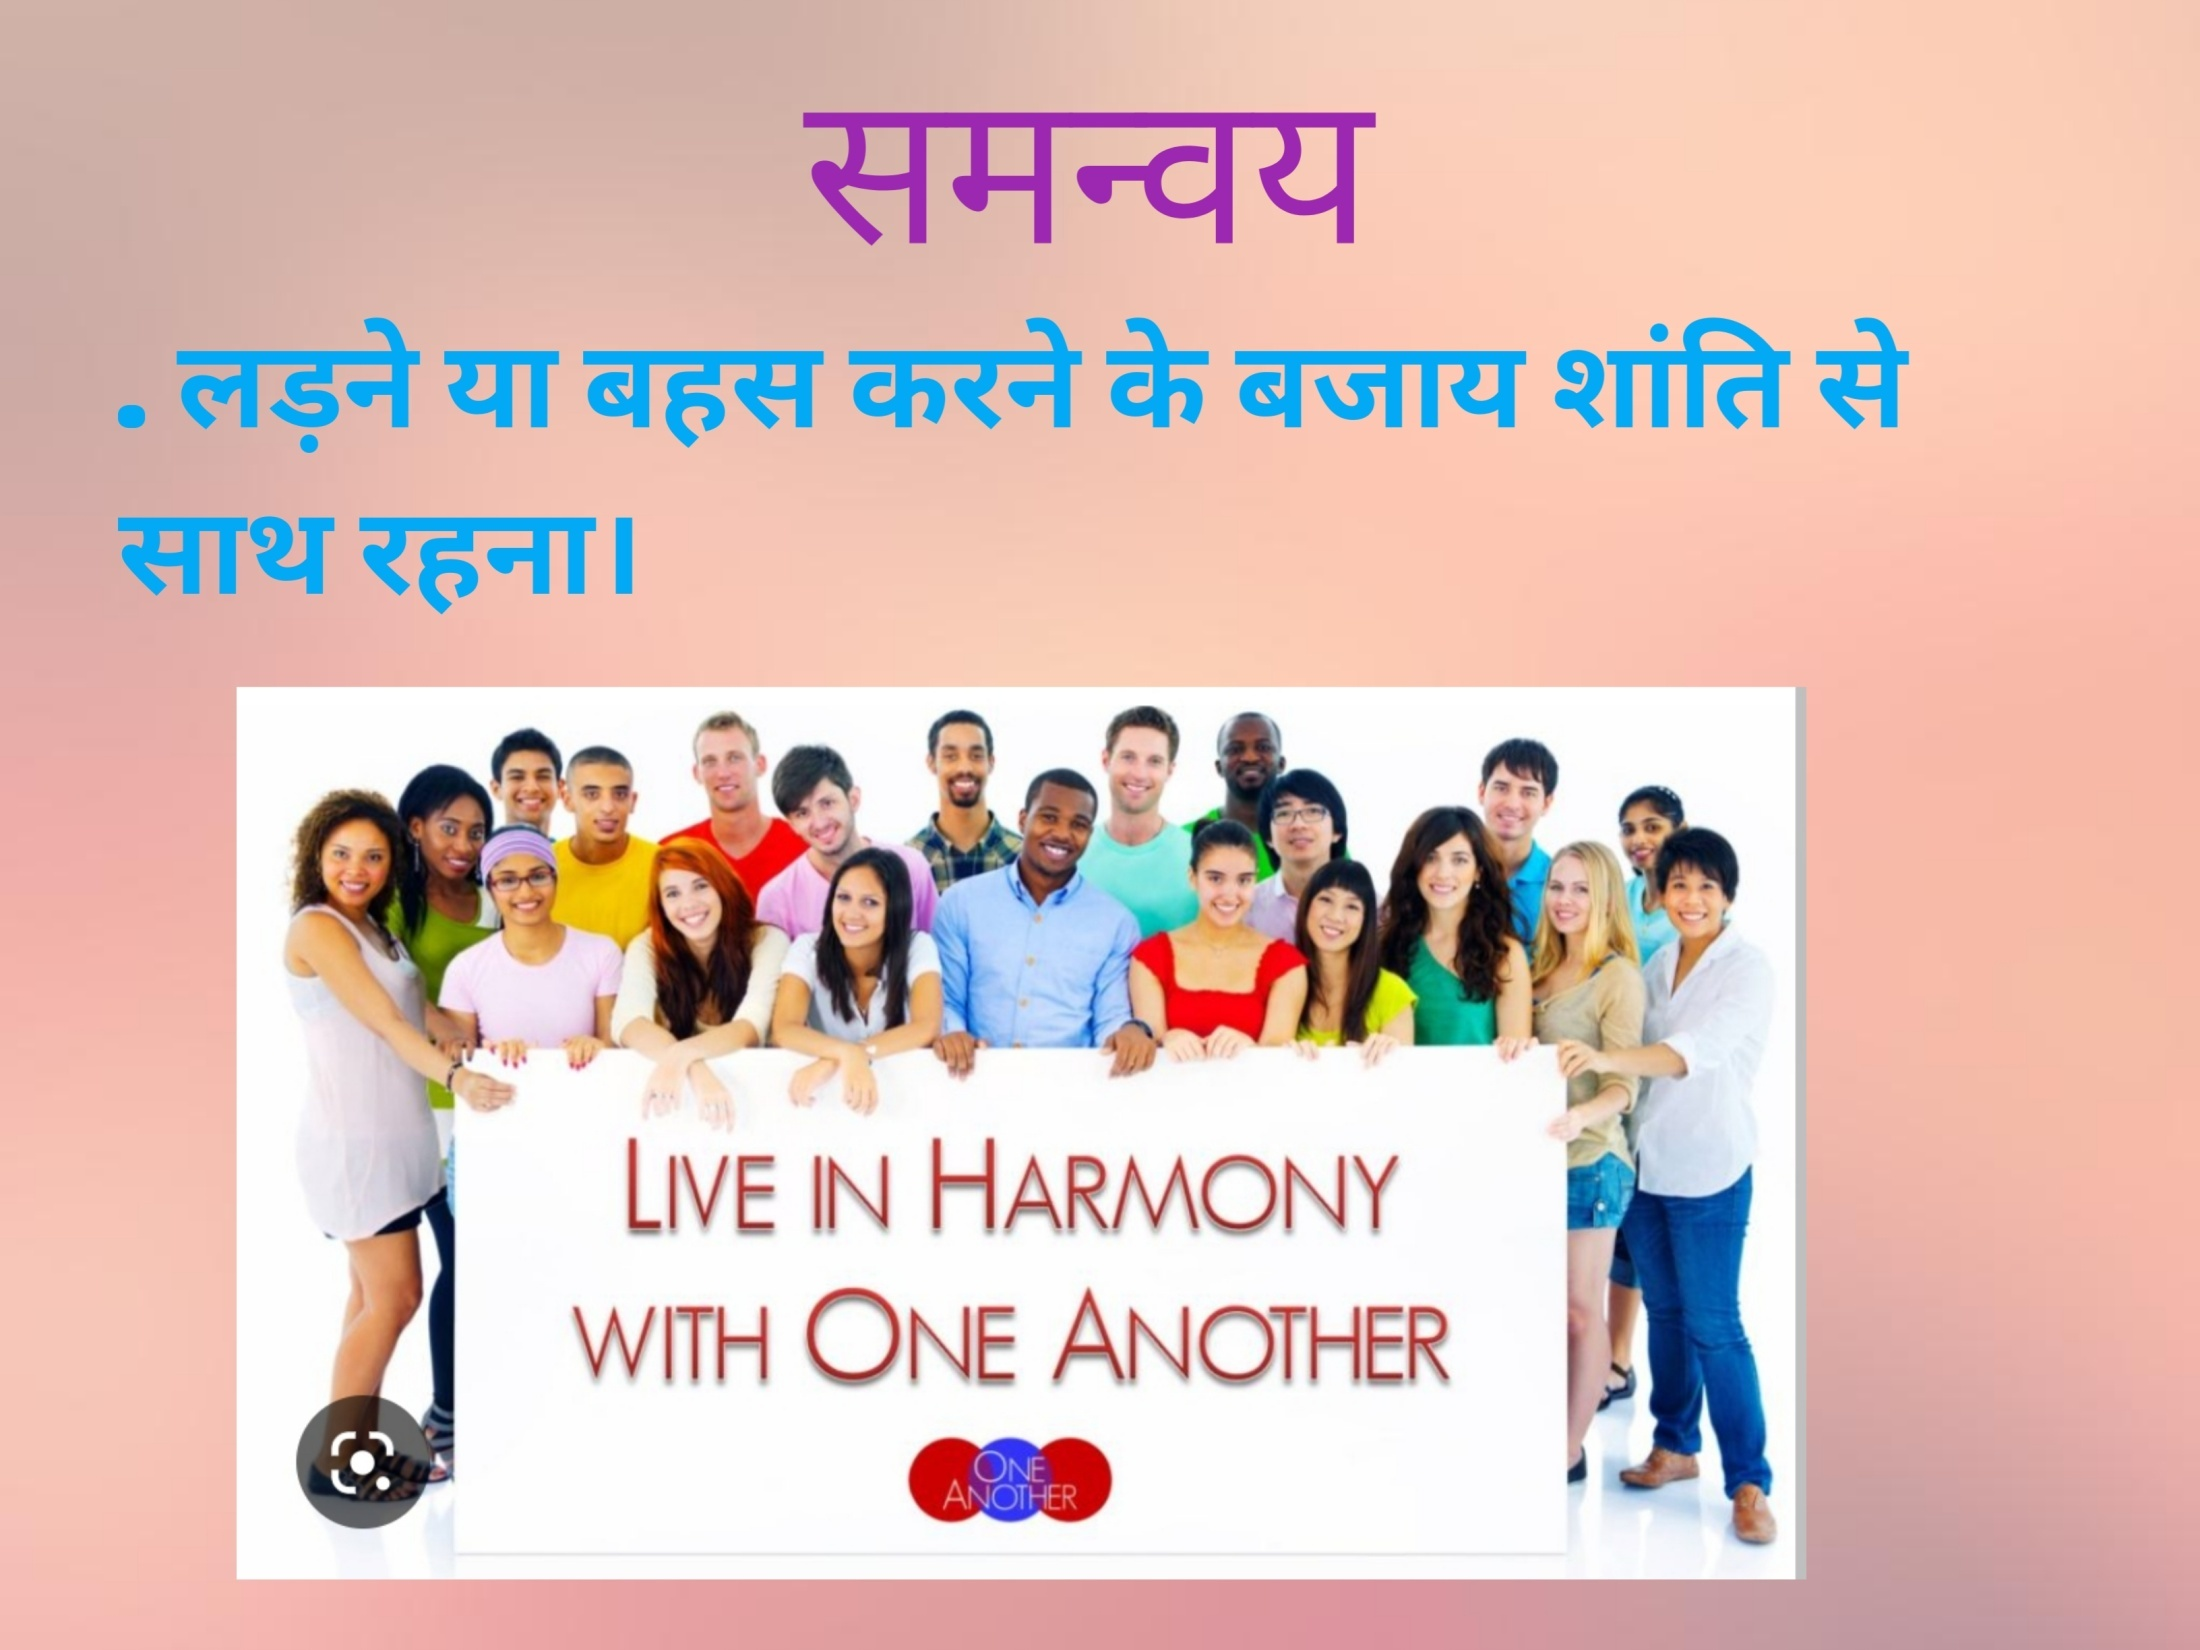 समन्वय
. लड़ने या बहस करने के बजाय शांति से
साथ रहना।
LIVE IN HARMONY
WITH ONE ANOTHER
ONE
ANOTHER